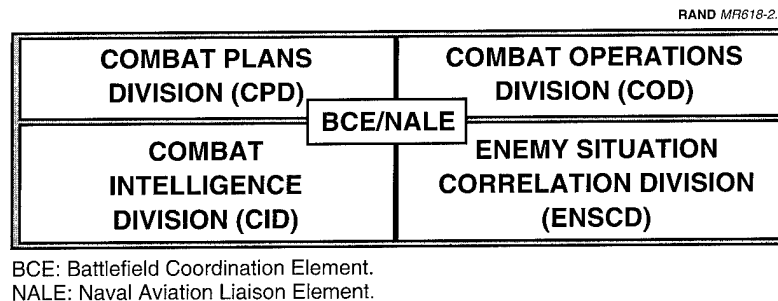 RAND MR618-2.
COMBAT PLANS
DIVISION (CPD)
COMBAT OPERATIONS
DIVISION (COD)
BCE/NALE
COMBAT
INTELLIGENCE
DIVISION (CID)
ENEMY SITUATION
CORRELATION DIVISION
(ENSCD)
BCE: Battlefield Coordination Element.
NALE: Naval Aviation Liaison Element.